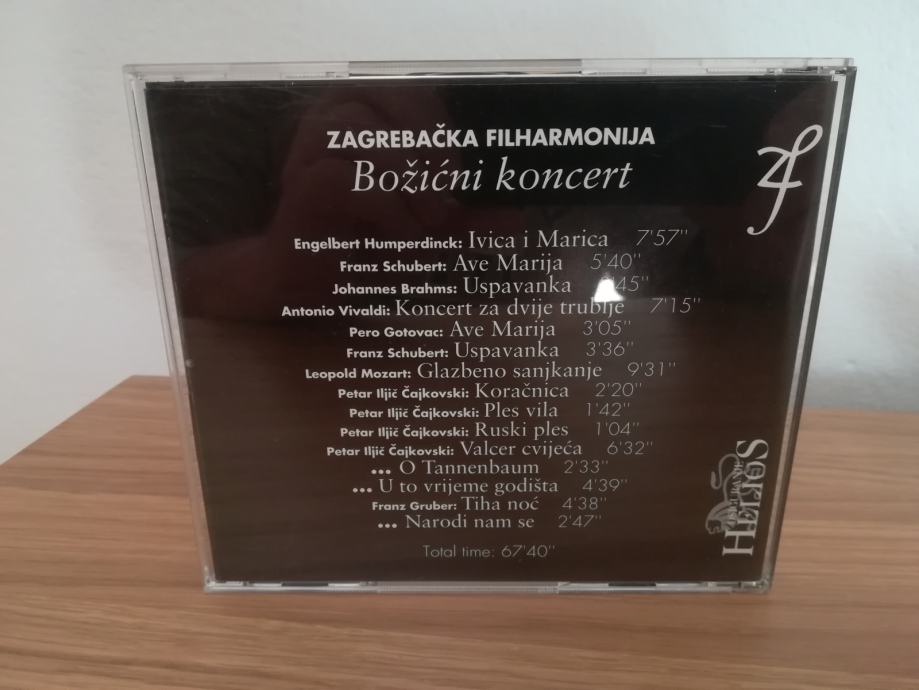 ZAGREBAČKA FILHARMONIJA
Božićni koncert
Engelbert Humperdinck: Ivica i Marica 7'57"
Franz Schubert: Ave Marija 5'40"
Johannes Brahms: Uspavanka 45"
Antonio Vivaldi: Koncert za dvije trublje 7'15"
Pero Gotovac: Ave Marija 3'05"
Franz Schubert: Uspavanka 3'36"
Leopold Mozart: Glazbeno sanjkanje 9'31"
Petar Iljič Čajkovski: Koračnica 2'20"
Petar Iljič Čajkovski: Ples vila 1'42"
Petar Iljič Čajkovski: Ruski ples 1'04"
Petar Iljič Čajkovski: Valcer cvijeća 6'32"
... O Tannenbaum 2'33"
... U to vrijeme godišta 4'39"
Franz Gruber: Tiha noć 4'38"
... Narodi nam se 2'47"
Total time: 67'40"